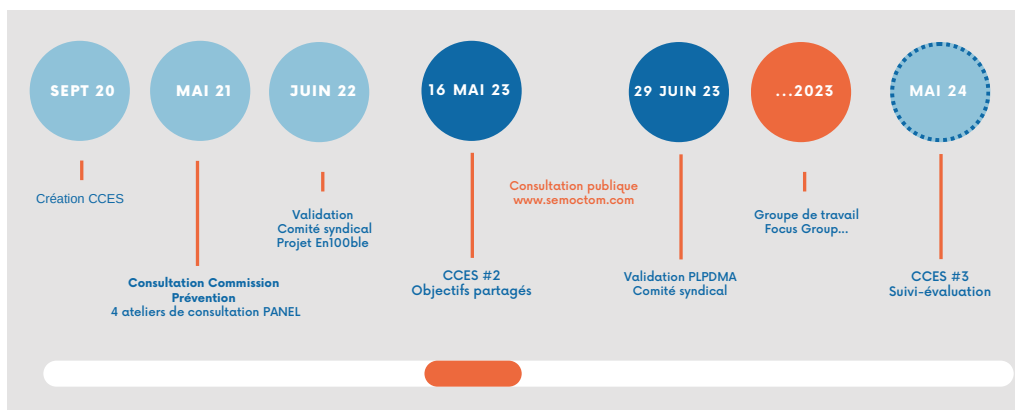 SEPT 20
MAI 21
JUIN 22
16 MAI 23
29 JUIN 23
...2023
MAI 24
Création CCES
Consultation Commission
Prévention
4 ateliers de consultation PANEL
Validation
Comité syndical
Projet En100ble
CCES #2
Objectifs partagés
Consultation publique
www.semoctom.com
Validation PLPDMA
Comité syndical
Groupe de travail
Focus Group...
CCES #3
Suivi-évaluation